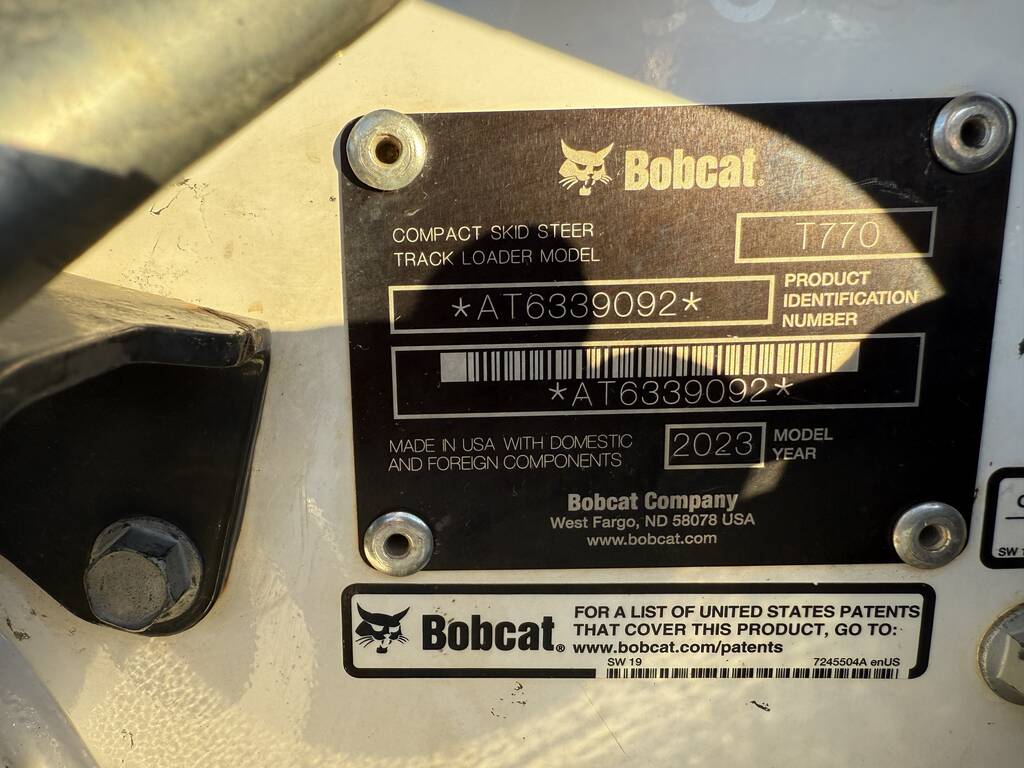 Bobcat.
COMPACT SKID STEER
TRACK LOADER MODEL
T770
*AT6339092*
PRODUCT
IDENTIFICATION
NUMBER
*AT6339092*
MADE IN USA WITH DOMESTIC
AND FOREIGN COMPONENTS
2023
MODEL
YEAR
Bobcat Company
West Fargo, ND 58078 USA
www.bobcat.com
Bobcat®
FOR A LIST OF UNITED STATES PATENTS
THAT COVER THIS PRODUCT, GO TO:
www.bobcat.com/patents
SW 19
7245504A enUS
SW